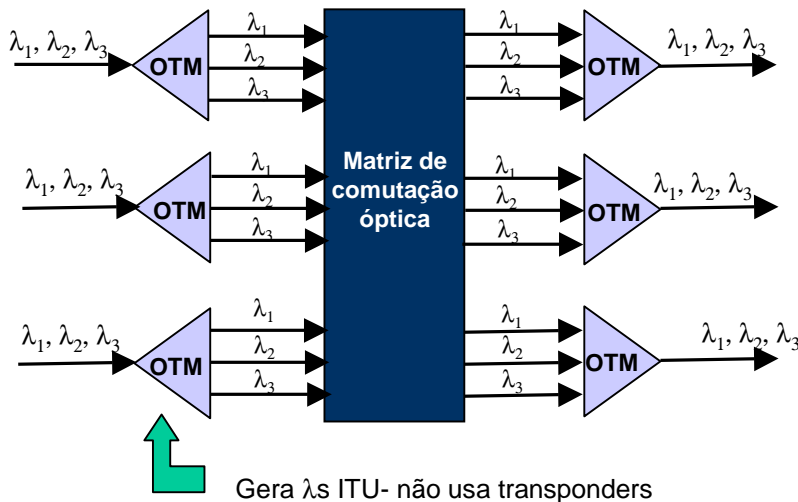 λ1, λ2, λ3
OTM
λ1
λ2
λ3
λ1
λ2
λ3
OTM
λ1, λ2, λ3
λ1, λ2, λ3
OTM
λ1
λ2
λ3
Matriz de
comutação
óptica
λ1
λ2
λ3
OTM
λ1, λ2, λ3
λ1, λ2, λ3
OTM
λ1
λ2
λ3
λ1
λ2
λ3
OTM
λ1, λ2, λ3
Gera λs ITU- não usa transponders